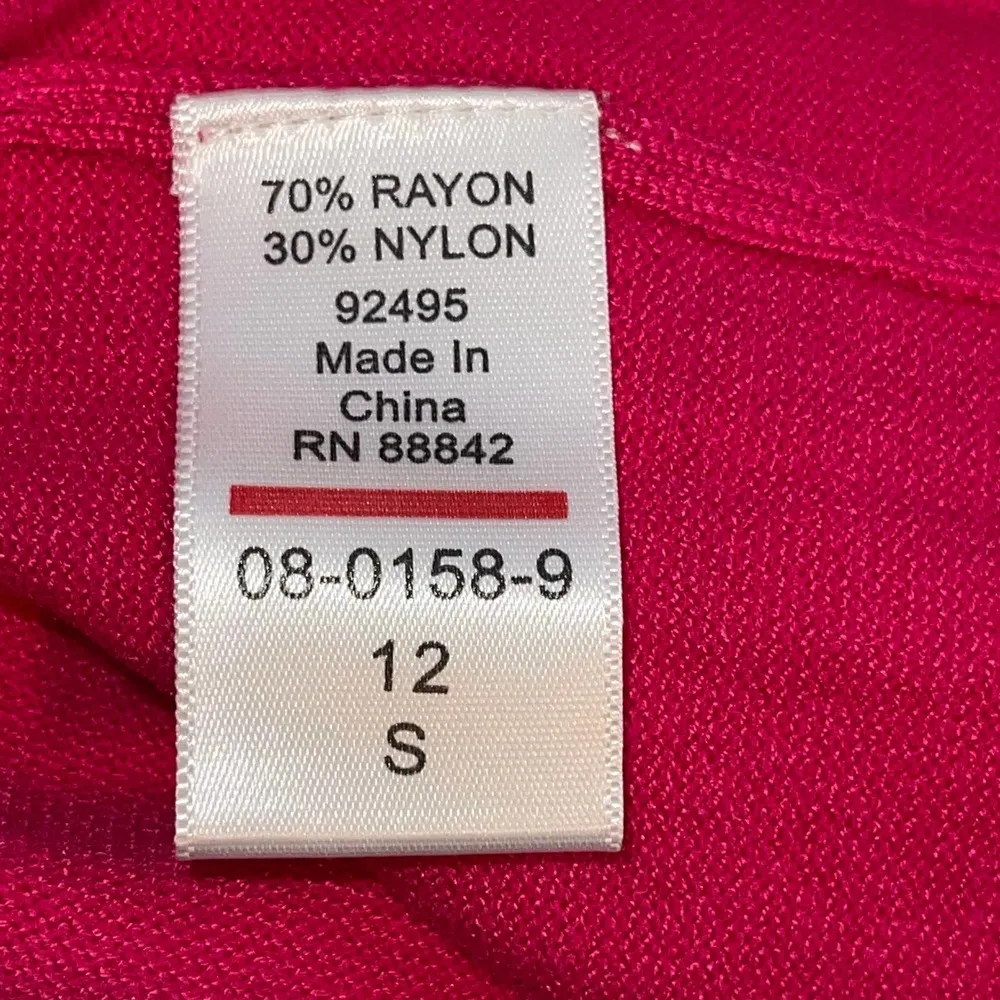 70% RAYON
30% NYLON
92495
Made In
China
RN 88842
08-0158-9
12
S